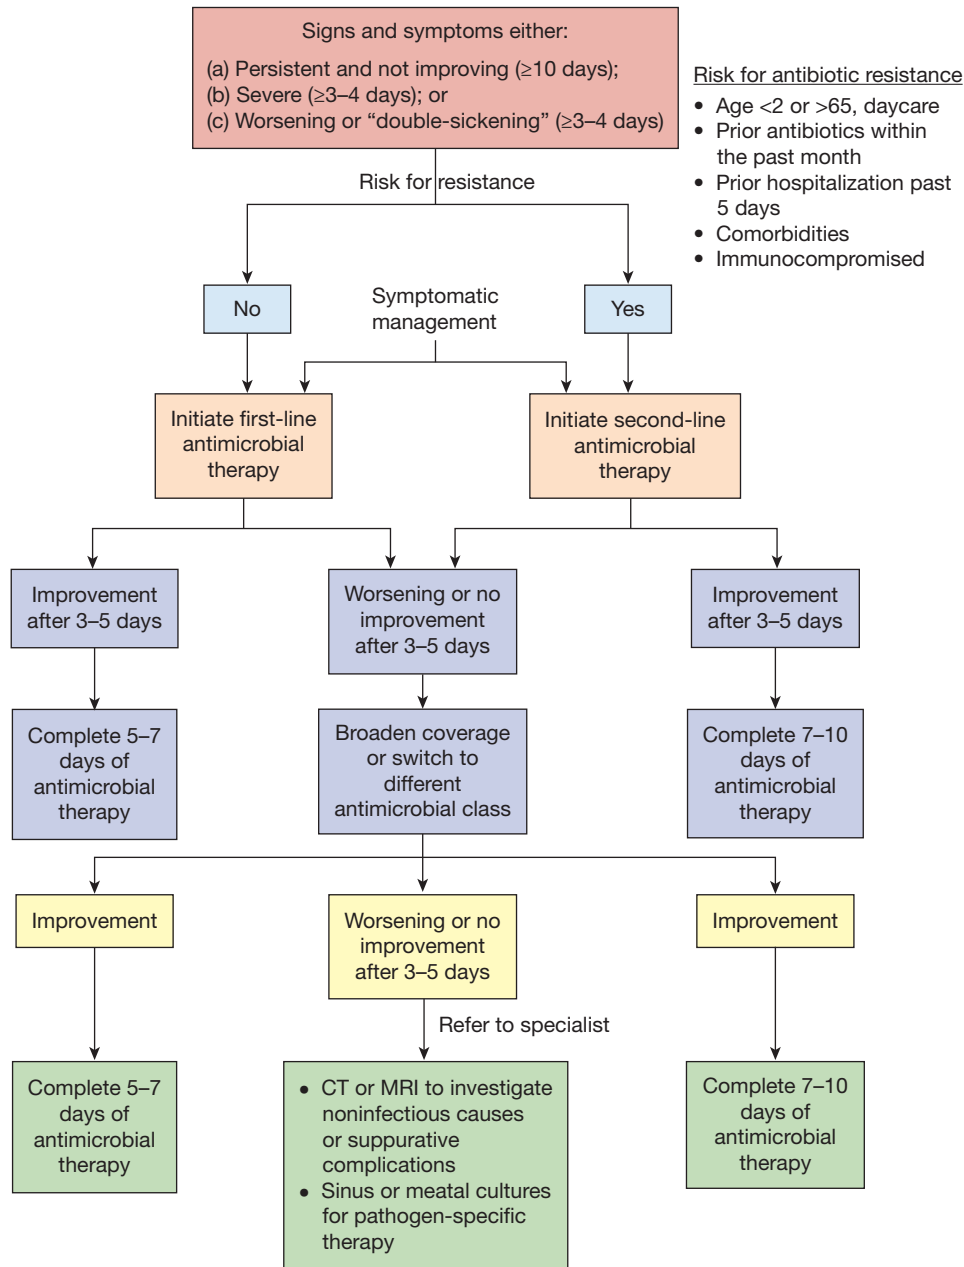 Signs and symptoms either:
(a) Persistent and not improving (≥10 days);
(b) Severe (≥3–4 days); or
(c) Worsening or “double-sickening” (≥3–4 days)
Risk for antibiotic resistance
• Age <2 or >65, daycare
• Prior antibiotics within
the past month
• Prior hospitalization past
5 days
• Comorbidities
• Immunocompromised
Risk for resistance
No
Symptomatic
management
Yes
Initiate first-line
antimicrobial
therapy
Initiate second-line
antimicrobial
therapy
Improvement
after 3–5 days
Worsening or no
improvement
after 3–5 days
Improvement
after 3–5 days
Complete 5–7
days of
antimicrobial
therapy
Broaden coverage
or switch to
different
antimicrobial class
Complete 7–10
days of
antimicrobial
therapy
Improvement
Worsening or no
improvement
after 3–5 days
Improvement
Refer to specialist
Complete 5–7
days of
antimicrobial
therapy
• CT or MRI to investigate
noninfectious causes
or suppurative
complications
• Sinus or meatal cultures
for pathogen-specific
therapy
Complete 7–10
days of
antimicrobial
therapy